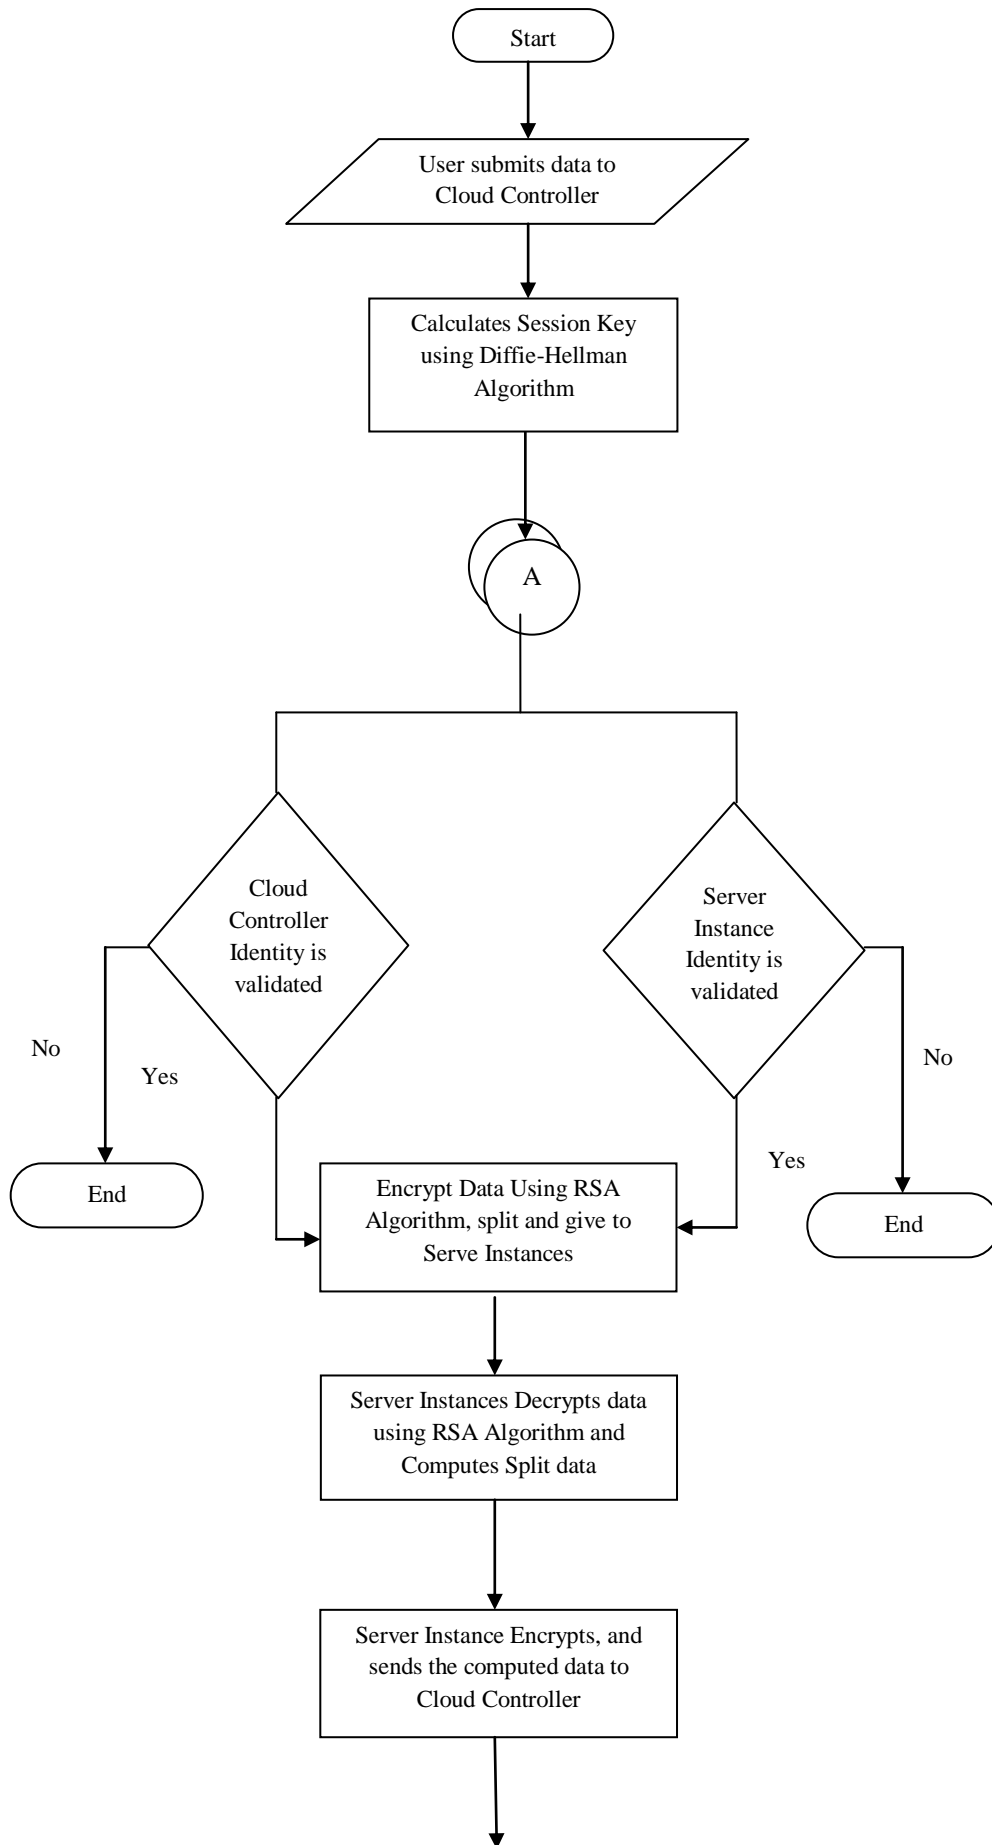 Start
User submits data to
Cloud Controller
Calculates Session Key
using Diffie-Hellman
Algorithm
A
Cloud
Controller
Identity is
validated
Server
Instance
Identity is
validated
No
Yes
No
Yes
End
Encrypt Data Using RSA
Algorithm, split and give to
Serve Instances
End
Server Instances Decrypts data
using RSA Algorithm and
Computes Split data
Server Instance Encrypts, and
sends the computed data to
Cloud Controller